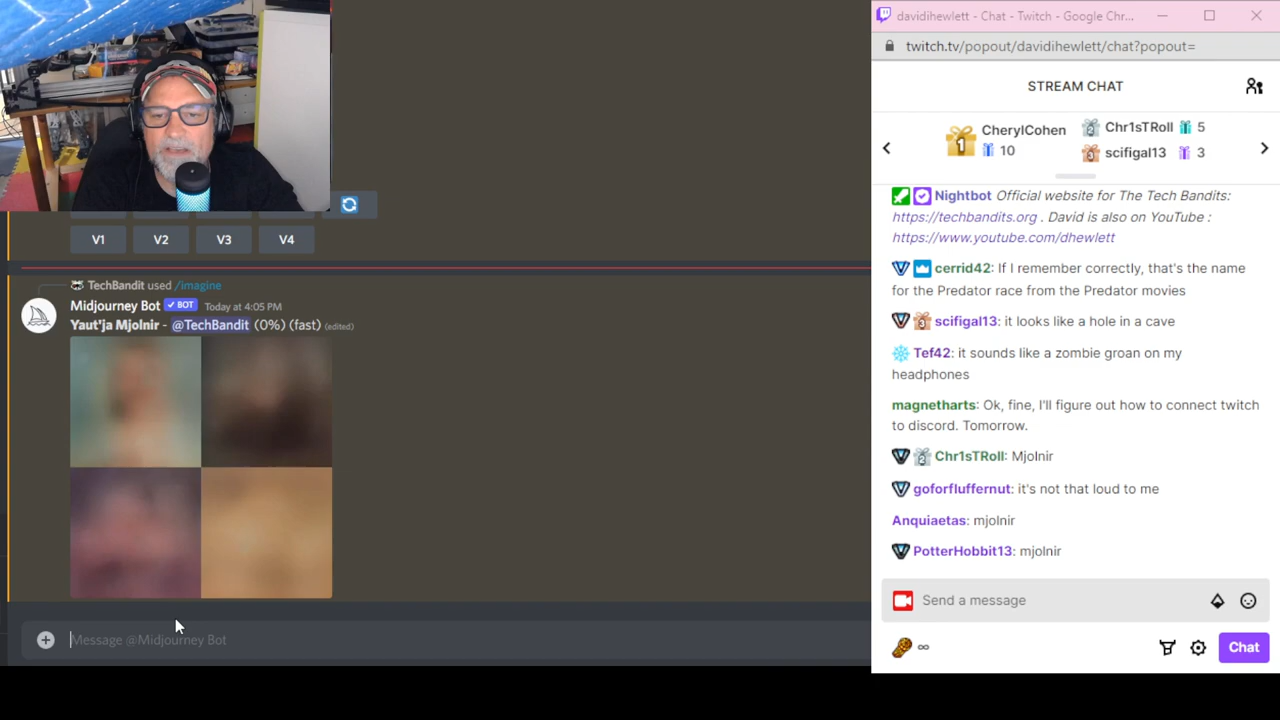 davidihewlett - Chat - Twitch - Google Chr...
twitch.tv/popout/davidihewlett/chat?popout=
STREAM CHAT
1
CherylCohen
10
2
Chr1sTRoll
5
3
scifigal13
3
Nightbot Official website for The Tech Bandits:
https://techbandits.org . David is also on YouTube :
https://www.youtube.com/dhewlett
cerrid42: If I remember correctly, that's the name
for the Predator race from the Predator movies
3 scifigal13: it looks like a hole in a cave
Tef42: it sounds like a zombie groan on my
headphones
magnetharts: Ok, fine, I'll figure out how to connect twitch
to discord. Tomorrow.
2 Chr1sTRoll: Mjolnir
goforfluffernut: it's not that loud to me
Anquiaetas: mjolnir
PotterHobbit13: mjolnir
Send a message
∞
Chat
V1 V2 V3 V4
TechBandit used /imagine
Midjourney Bot ✓ BOT Today at 4:05 PM
Yaut'ja Mjolnir - @TechBandit (0%) (fast) (edited)
Message @Midjourney Bot